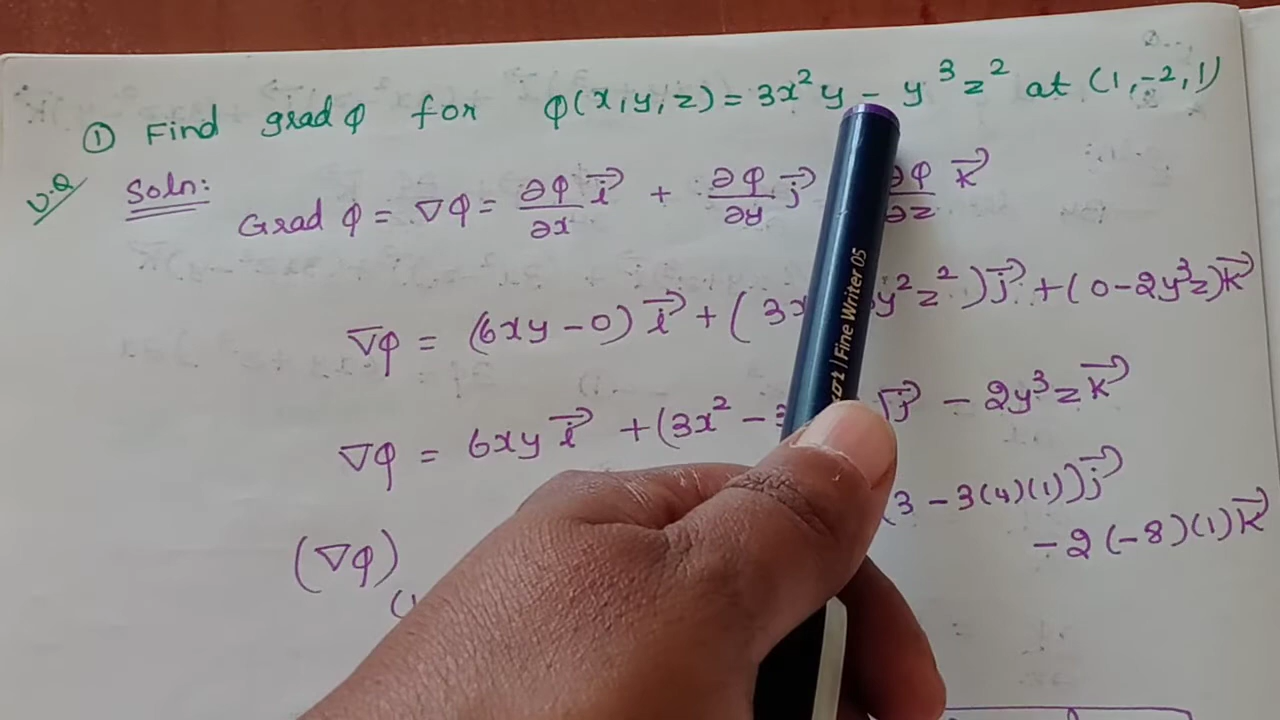 ① Find grad φ for φ(x,y,z) = 3x²y − y³z² at (1,−2,1)
U.Q Soln:
Grad φ = ∇φ = ∂φ/∂x i⃗ + ∂φ/∂y j⃗ ∂φ/∂z k⃗
∇φ = (6xy − 0) i⃗ + (3x y²z²) j⃗ + (0 − 2y³z) k⃗
∇φ = 6xy i⃗ + (3x² − j⃗ − 2y³z k⃗
(∇φ) (3 − 3(4)(1)) j⃗
− 2(−8)(1) k⃗
Fine Writer 05